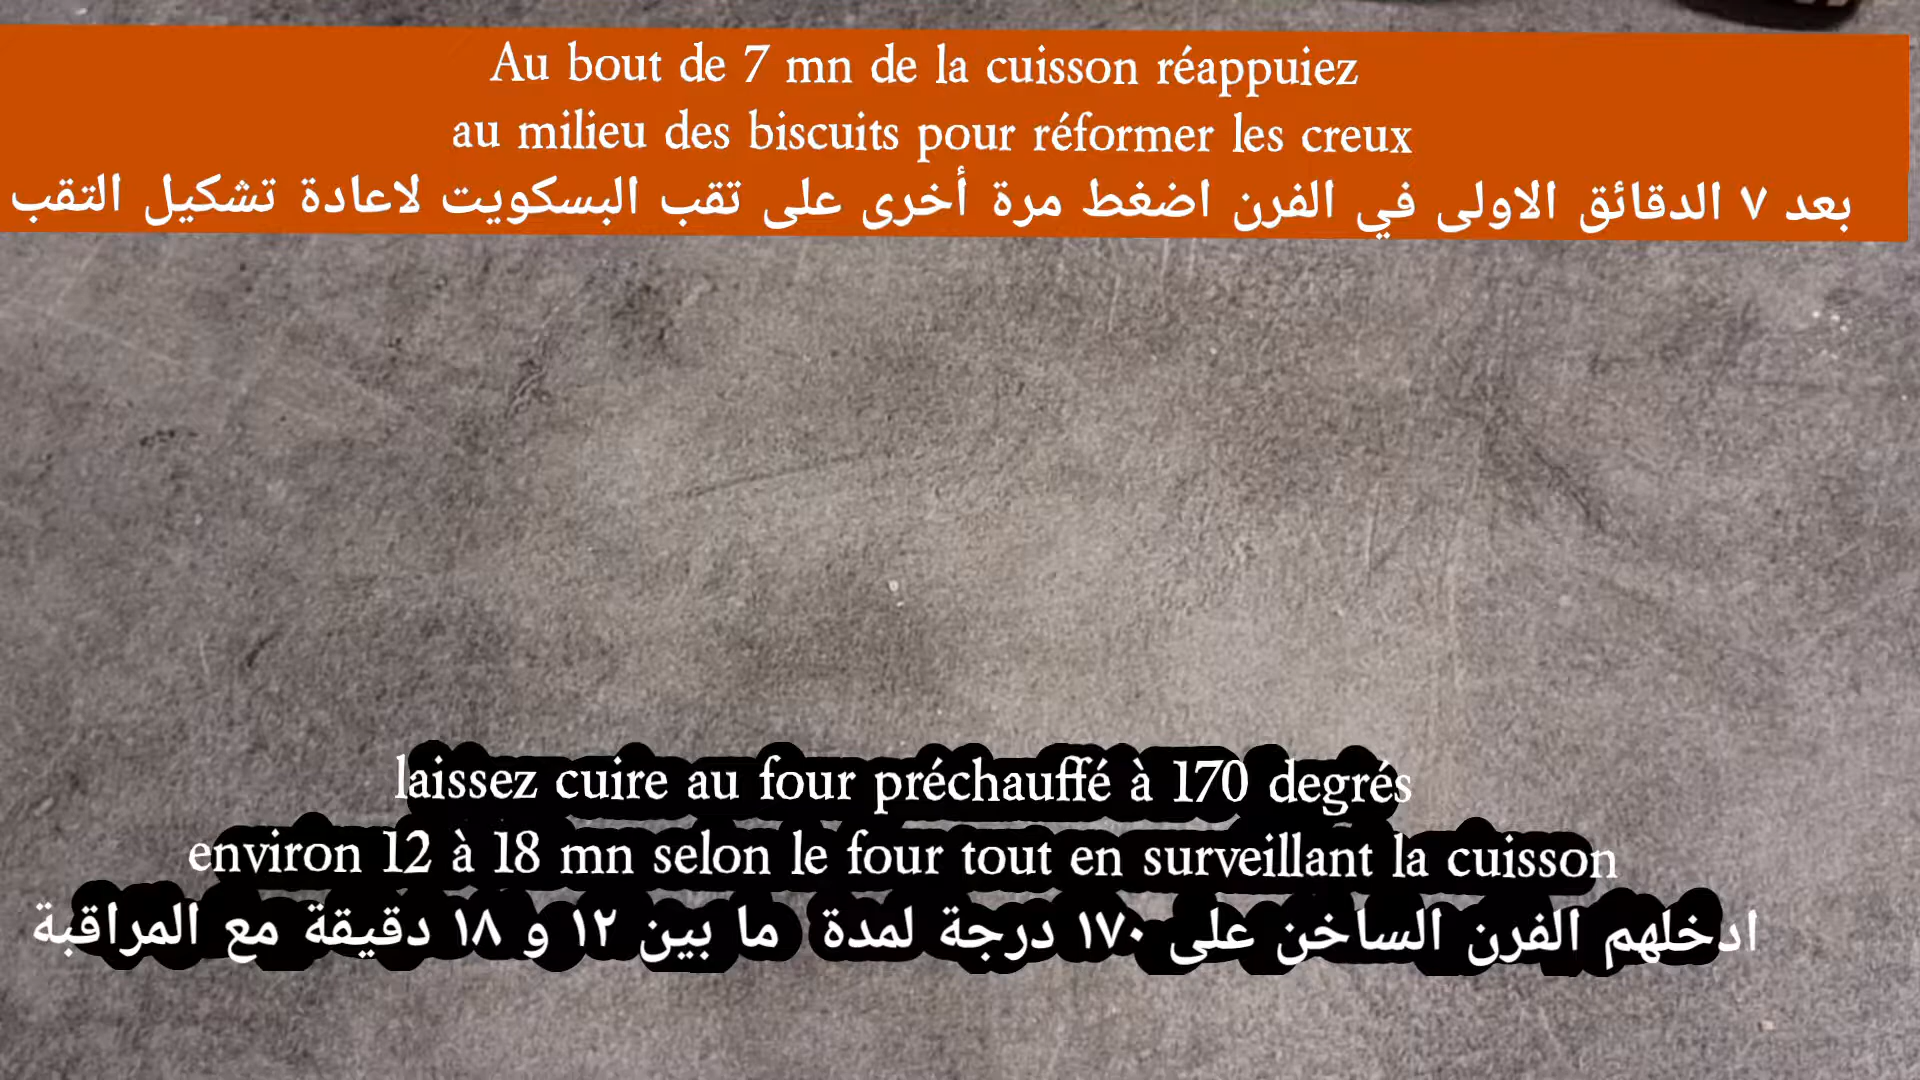 Au bout de 7 mn de la cuisson réappuiez
au milieu des biscuits pour réformer les creux
بعد ٧ الدقائق الاولى في الفرن اضغط مرة أخرى على تقب البسكويت لاعادة تشكيل التقب
laissez cuire au four préchauffé à 170 degrés
environ 12 à 18 mn selon le four tout en surveillant la cuisson
ادخلهم الفرن الساخن على ١٧٠ درجة لمدة ما بين ١٢ و ١٨ دقيقة مع المراقبة